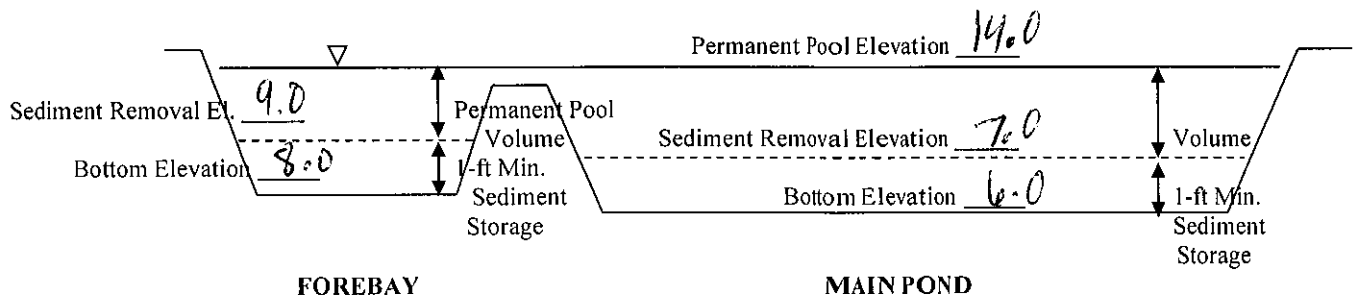 Permanent Pool Elevation 14.0
Sediment Removal El. 9.0
Permanent Pool
Volume
Sediment Removal Elevation 7.0
Volume
Bottom Elevation 8.0
1-ft Min.
Sediment
Storage
Bottom Elevation 6.0
1-ft Min.
Sediment
Storage
FOREBAY
MAIN POND